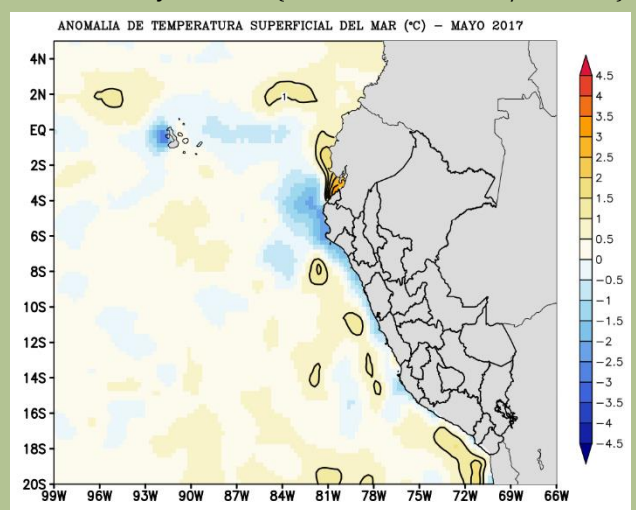 ANOMALIA DE TEMPERATURA SUPERFICIAL DEL MAR (°C) – MAYO 2017
4N
2N
EQ
2S
4S
6S
8S
10S
12S
14S
16S
18S
20S
99W 96W 93W 90W 87W 84W 81W 78W 75W 72W 69W 66W
1
4.5
4
3.5
3
2.5
2
1.5
1
0.5
0
−0.5
−1
−1.5
−2
−2.5
−3
−3.5
−4
−4.5